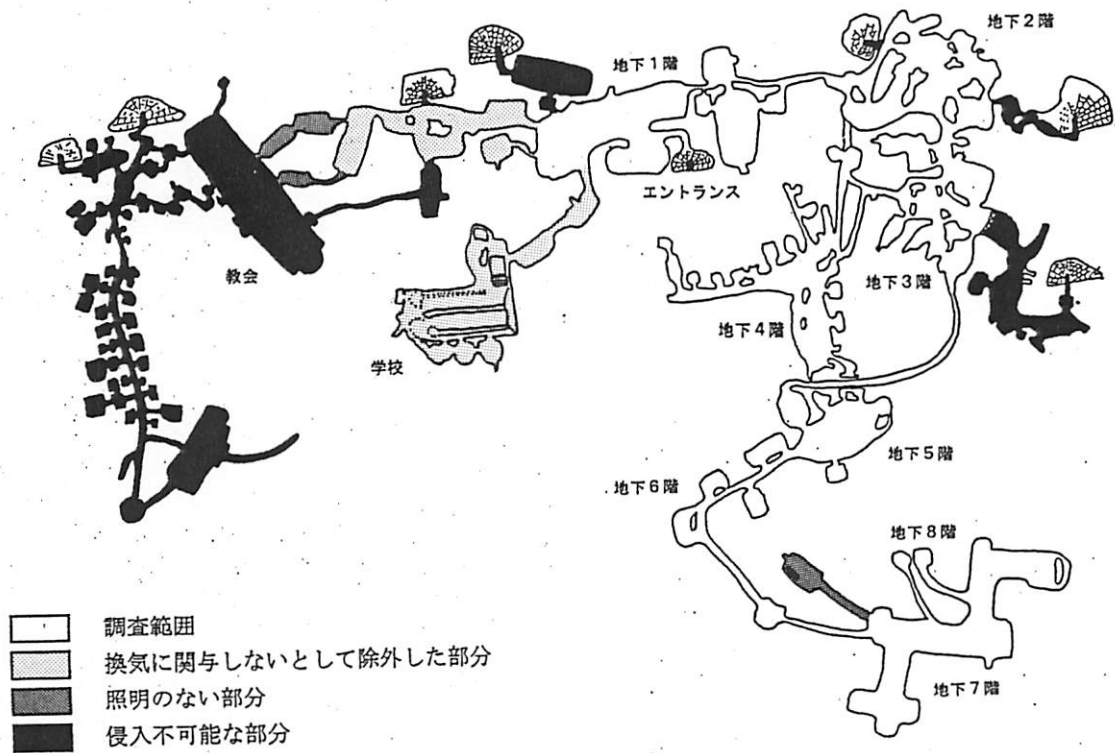 地下2階
地下1階
エントランス
教会
地下3階
地下4階
学校
地下5階
地下6階
地下8階
地下7階
調査範囲
換気に関与しないとして除外した部分
照明のない部分
侵入不可能な部分